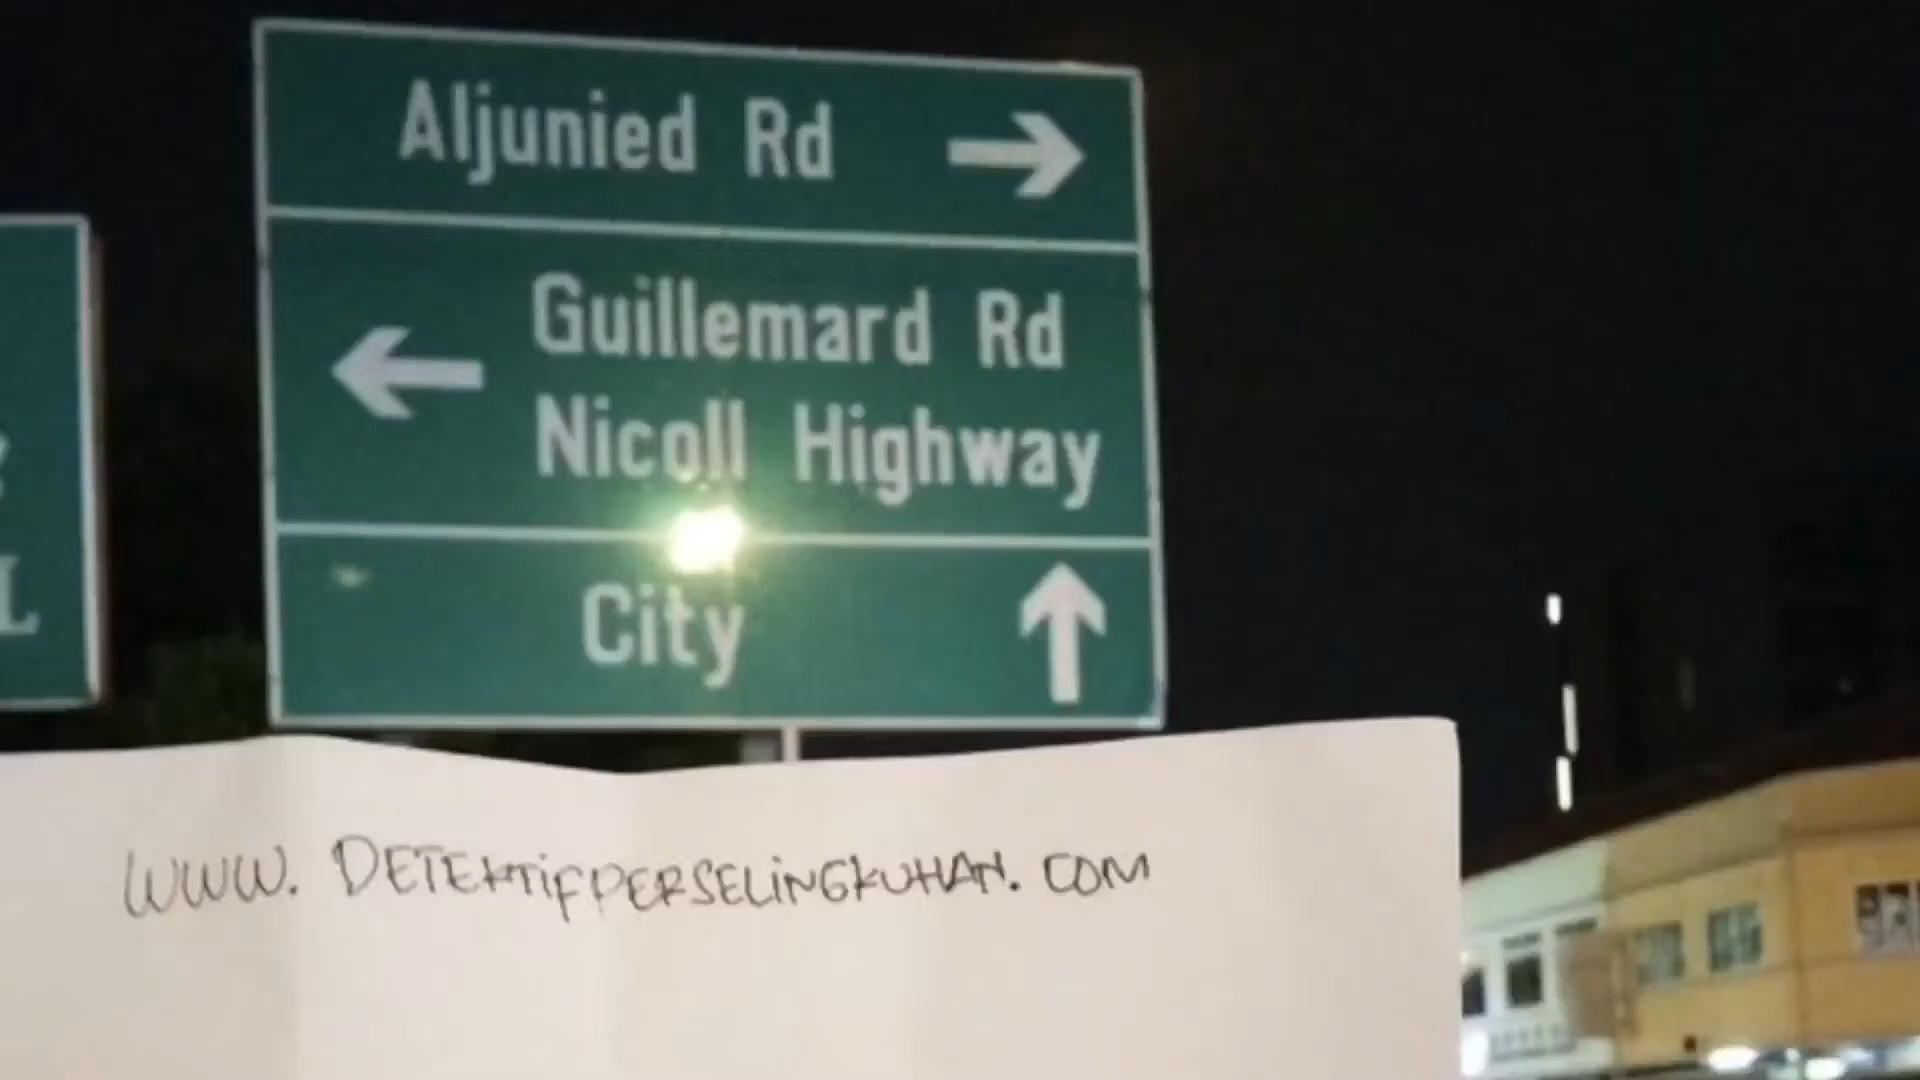 Aljunied Rd
Guillemard Rd
Nicoll Highway
City
L
WWW. DETEKTIFPERSELINGKUHAN. COM